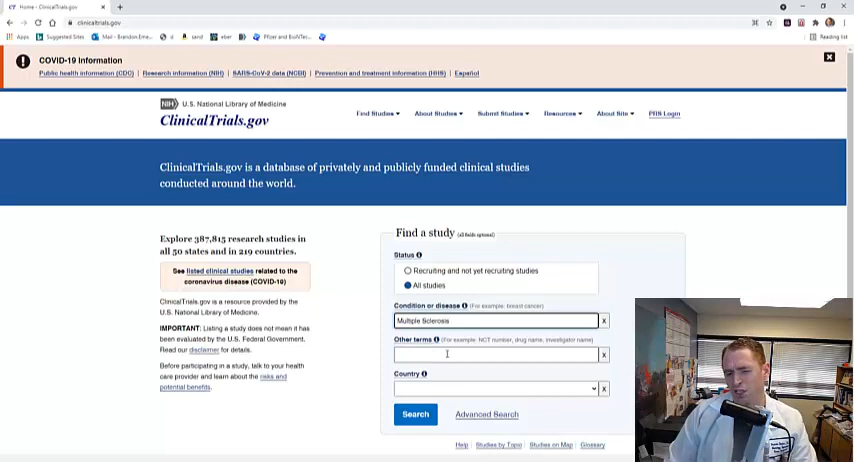 Home - ClinicalTrials.gov
clinicaltrials.gov
Apps
Suggested Sites
Mail - Brandon Eme...
d
sand
eber
Pfizer and BioNTec...
Reading list
COVID-19 Information
Public health information (CDC) | Research information (NIH) | SARS-CoV-2 data (NCBI) | Prevention and treatment information (HHS) | Español
NIH U.S. National Library of Medicine
ClinicalTrials.gov
Find Studies
About Studies
Submit Studies
Resources
About Site
PRS Login
ClinicalTrials.gov is a database of privately and publicly funded clinical studies
conducted around the world.
Explore 387,815 research studies in
all 50 states and in 219 countries.
See listed clinical studies related to the
coronavirus disease (COVID-19)
ClinicalTrials.gov is a resource provided by the
U.S. National Library of Medicine.
IMPORTANT: Listing a study does not mean it
has been evaluated by the U.S. Federal Government.
Read our disclaimer for details.
Before participating in a study, talk to your health
care provider and learn about the risks and
potential benefits.
Find a study (all fields optional)
Status
Recruiting and not yet recruiting studies
All studies
Condition or disease (For example: breast cancer)
Multiple Sclerosis
x
Other terms (For example: NCT number, drug name, investigator name)
x
Country
x
Search
Advanced Search
Help | Studies by Topic | Studies on Map | Glossary